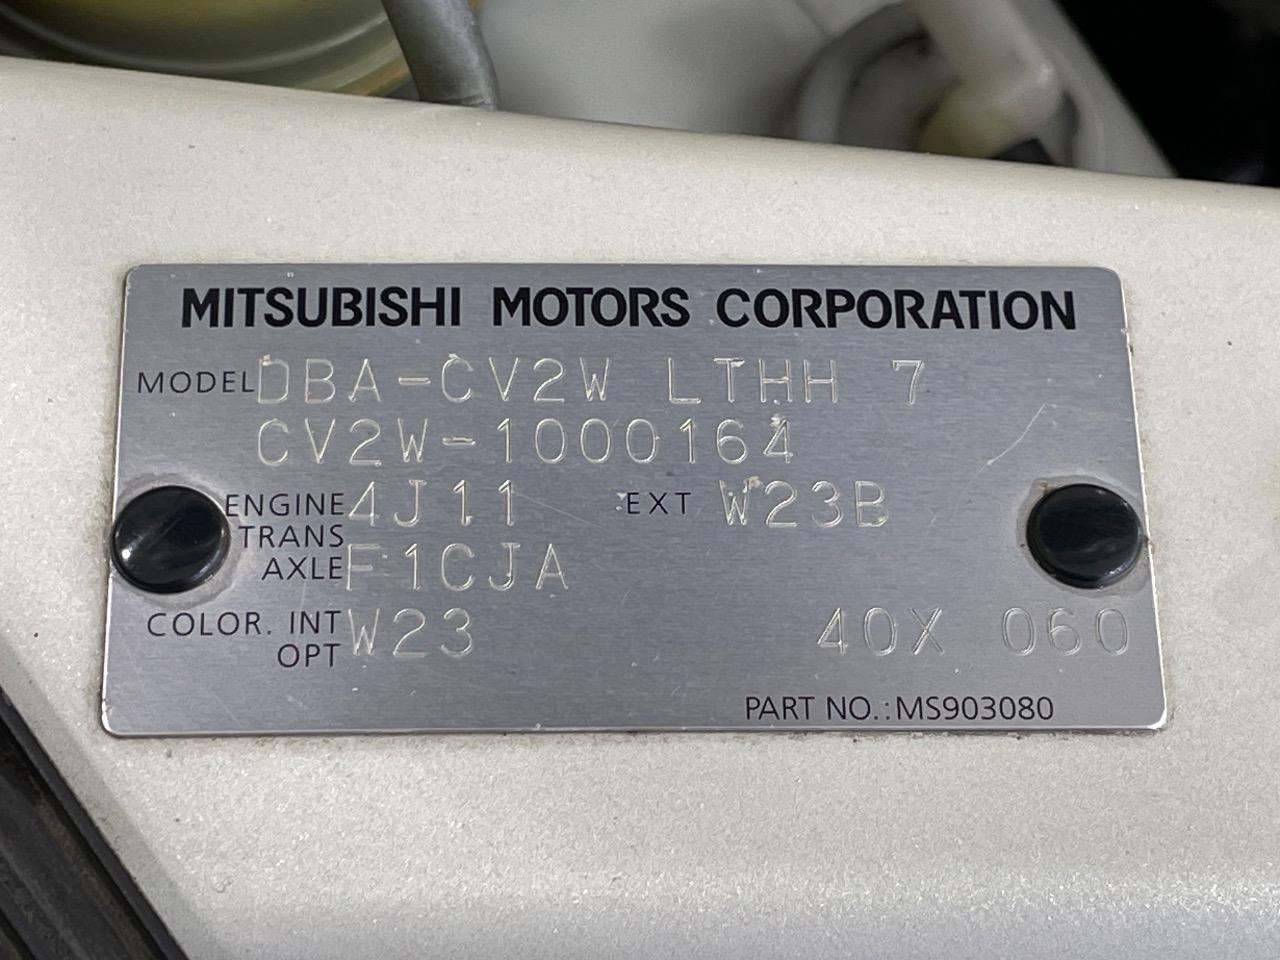 MITSUBISHI MOTORS CORPORATION
MODEL DBA-CV2W LTHH 7
CV2W-1000164
ENGINE 4J11 EXT W23B
TRANS
AXLE F1CJA
COLOR. INT W23 40X 060
OPT
PART NO.:MS903080